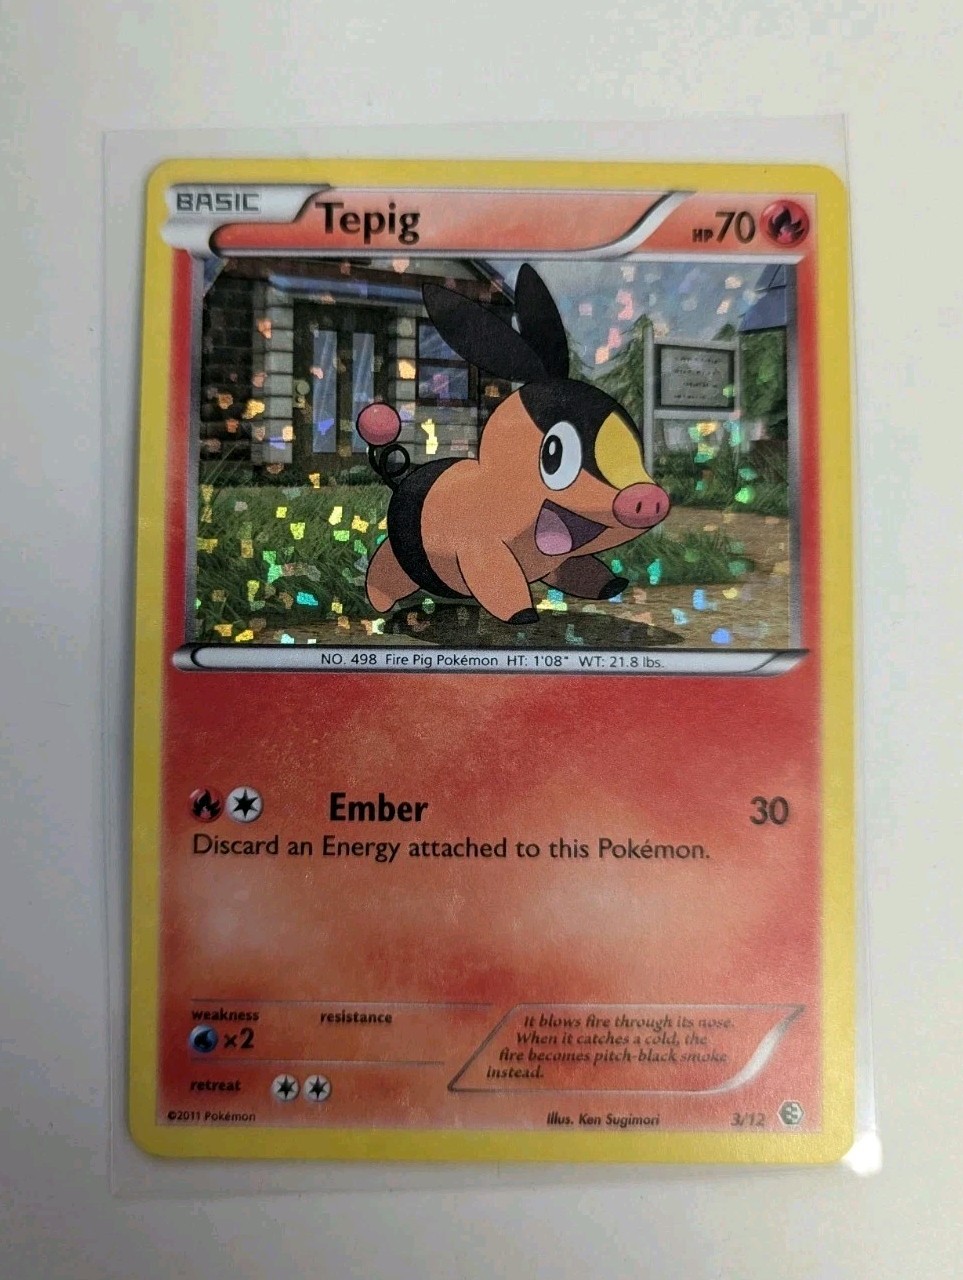 BASIC
Tepig
HP70
NO. 498 Fire Pig Pokémon HT: 1'08" WT: 21.8 lbs.
Ember 30
Discard an Energy attached to this Pokémon.
weakness resistance
×2
retreat
It blows fire through its nose.
When it catches a cold, the
fire becomes pitch-black smoke
instead.
©2011 Pokémon Illus. Ken Sugimori 3/12